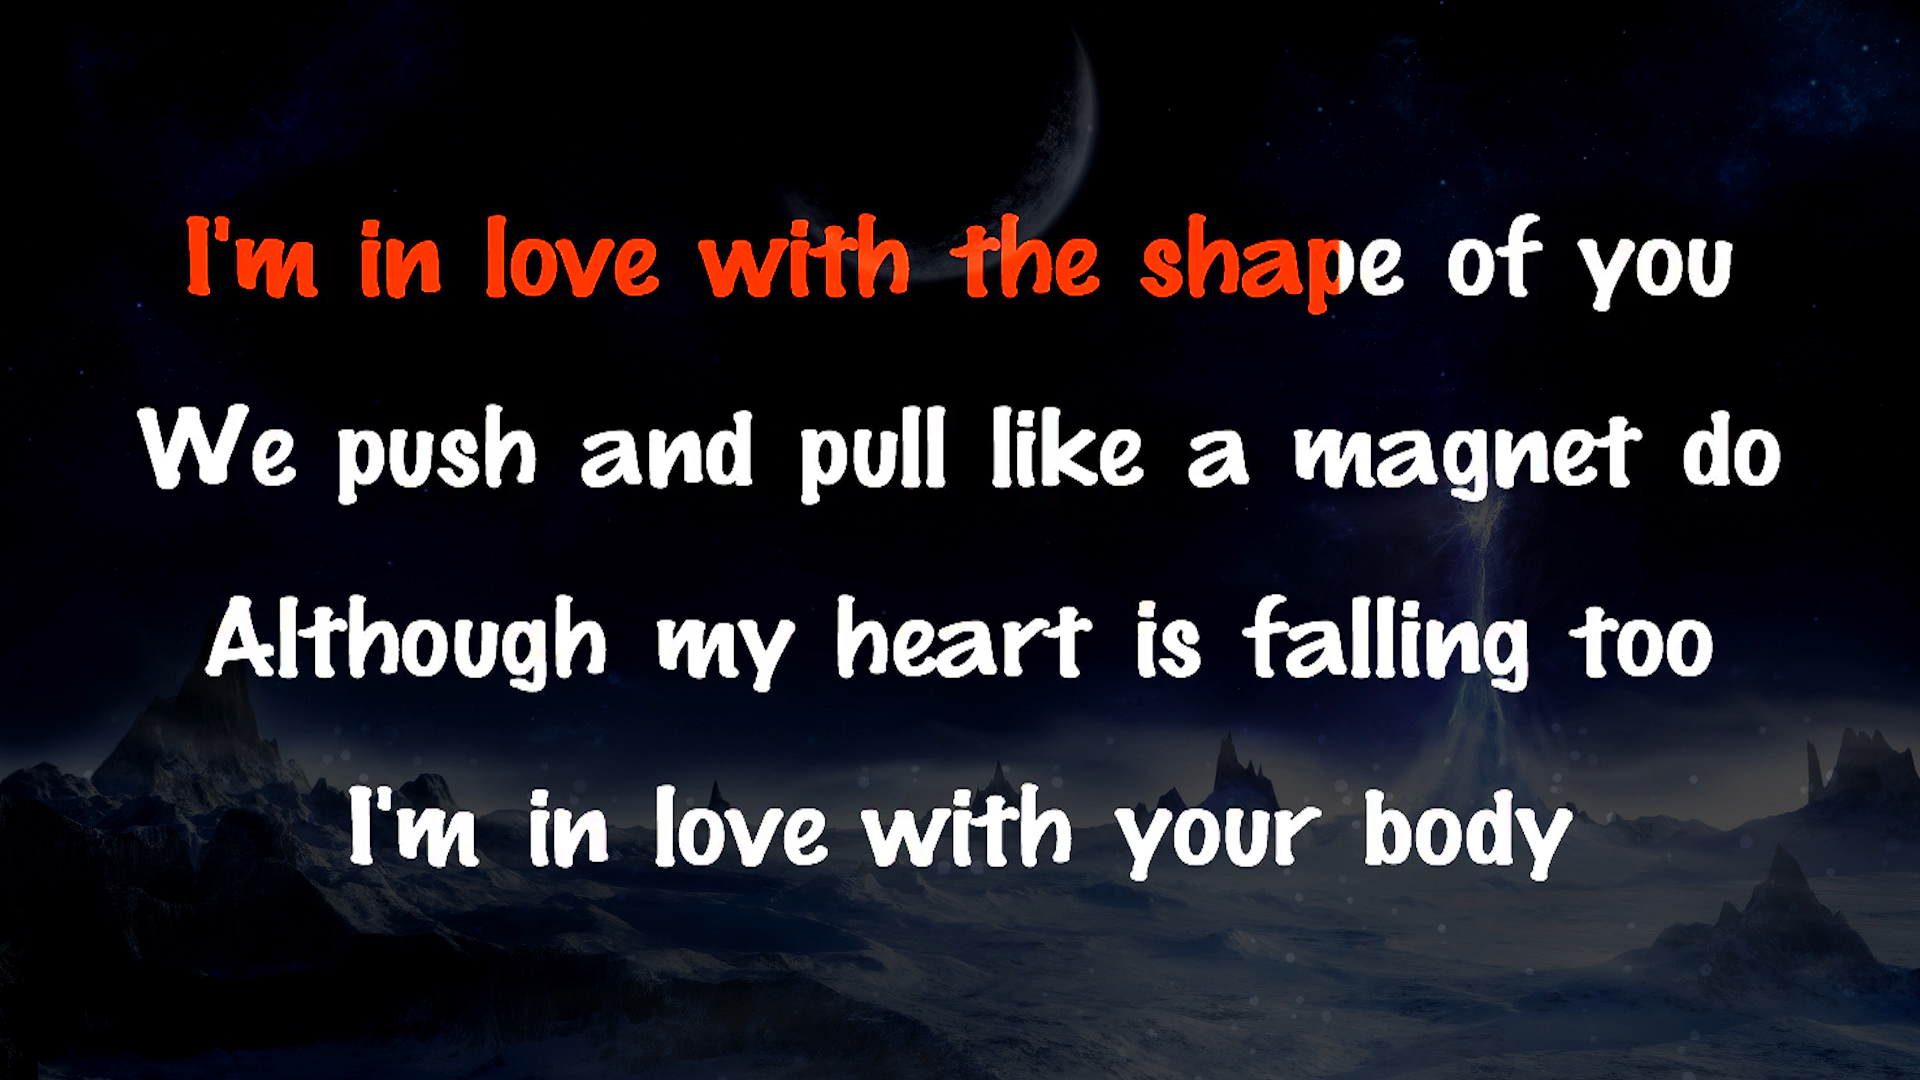 I'm in love with the shape of you
We push and pull like a magnet do
Although my heart is falling too
I'm in love with your body